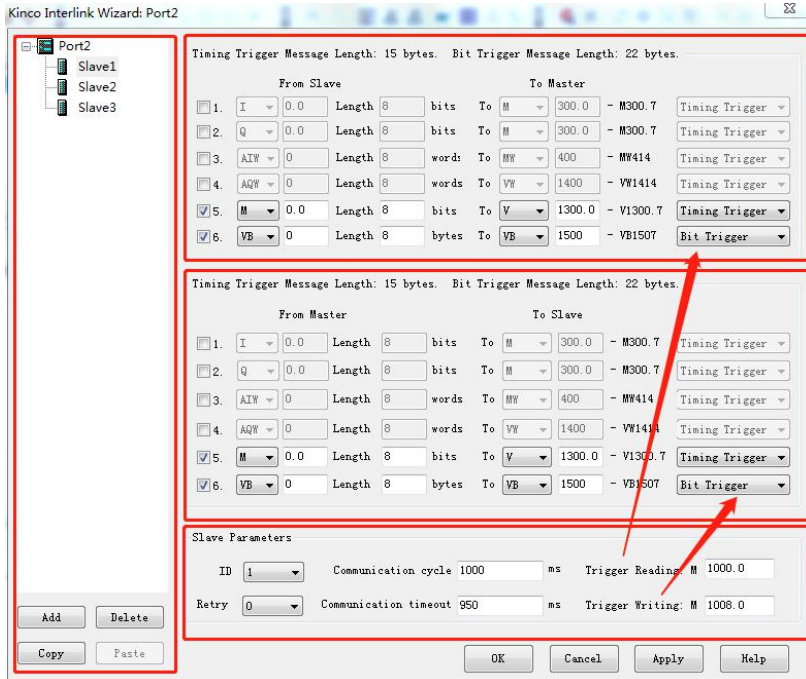 Kinco Interlink Wizard: Port2
Port2
Slave1
Slave2
Slave3
Timing Trigger Message Length: 15 bytes. Bit Trigger Message Length: 22 bytes.
From Slave To Master
1. I 0.0 Length 8 bits To M 300.0 - M300.7 Timing Trigger
2. Q 0.0 Length 8 bits To M 300.0 - M300.7 Timing Trigger
3. AIW 0 Length 8 word: To MW 400 - MW414 Timing Trigger
4. AQW 0 Length 8 words To VW 1400 - VW1414 Timing Trigger
5. M 0.0 Length 8 bits To V 1300.0 - V1300.7 Timing Trigger
6. VB 0 Length 8 bytes To VB 1500 - VB1507 Bit Trigger
Timing Trigger Message Length: 15 bytes. Bit Trigger Message Length: 22 bytes.
From Master To Slave
1. I 0.0 Length 8 bits To M 300.0 - M300.7 Timing Trigger
2. Q 0.0 Length 8 bits To M 300.0 - M300.7 Timing Trigger
3. AIW 0 Length 8 words To MW 400 - MW414 Timing Trigger
4. AQW 0 Length 8 words To VW 1400 - VW1414 Timing Trigger
5. M 0.0 Length 8 bits To V 1300.0 - V1300.7 Timing Trigger
6. VB 0 Length 8 bytes To VB 1500 - VB1507 Bit Trigger
Slave Parameters
ID 1 Communication cycle 1000 ms Trigger Reading: M 1000.0
Retry 0 Communication timeout 950 ms Trigger Writing: M 1008.0
Add Delete
Copy Paste
OK Cancel Apply Help